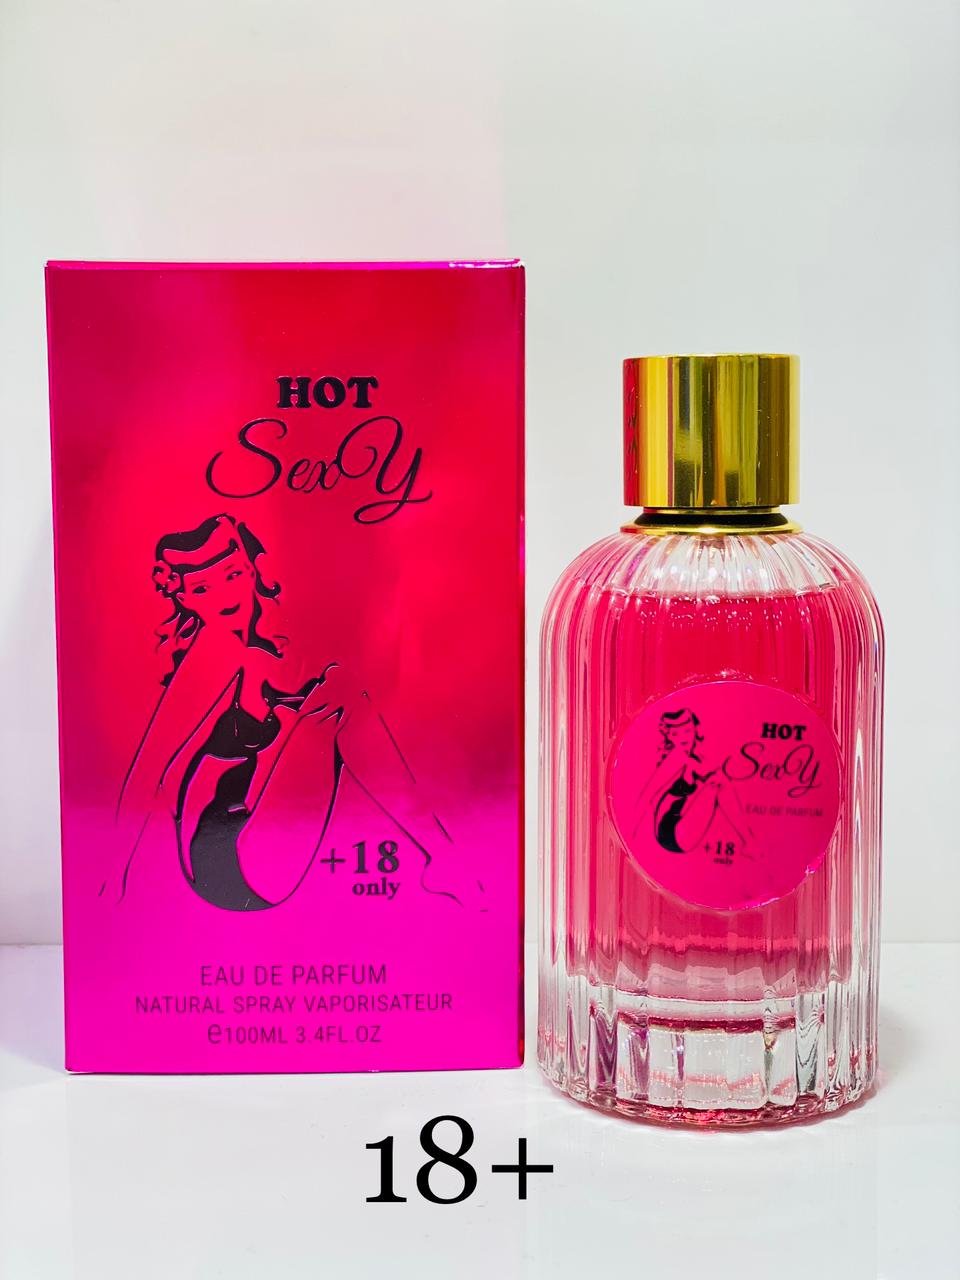 HOT
SexY
+18
only
EAU DE PARFUM
NATURAL SPRAY VAPORISATEUR
e100ML 3.4FL.OZ
HOT
SexY
EAU DE PARFUM
+18
only
18+